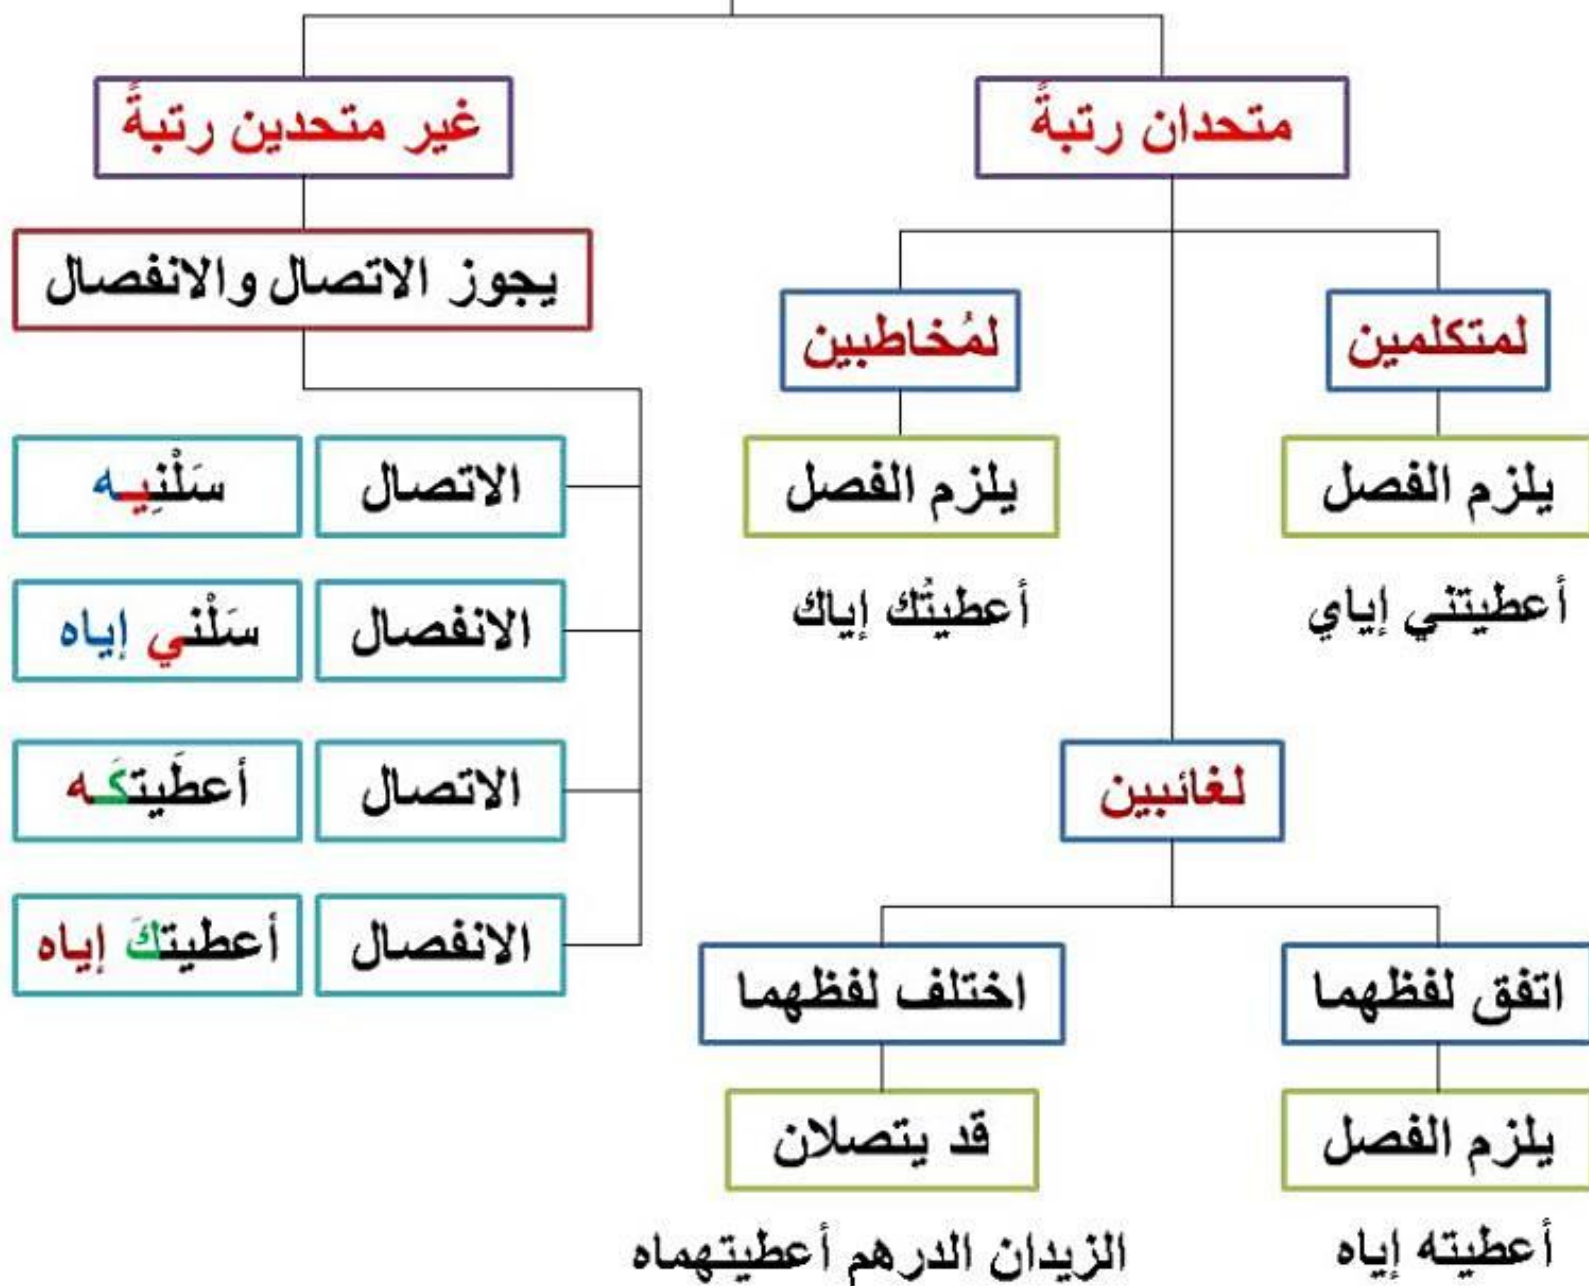 متحدان رتبةً
غير متحدين رتبةً
يجوز الاتصال والانفصال
لمتكلمين
لمُخاطبين
يلزم الفصل
يلزم الفصل
أعطيتني إياي
أعطيتُك إياك
الاتصال
سَلْنِيـه
الانفصال
سَلْني إياه
الاتصال
أعطَيتكَـه
الانفصال
أعطيتكَ إياه
لغائبين
اتفق لفظهما
اختلف لفظهما
يلزم الفصل
قد يتصلان
أعطيته إياه
الزيدان الدرهم أعطيتهماه